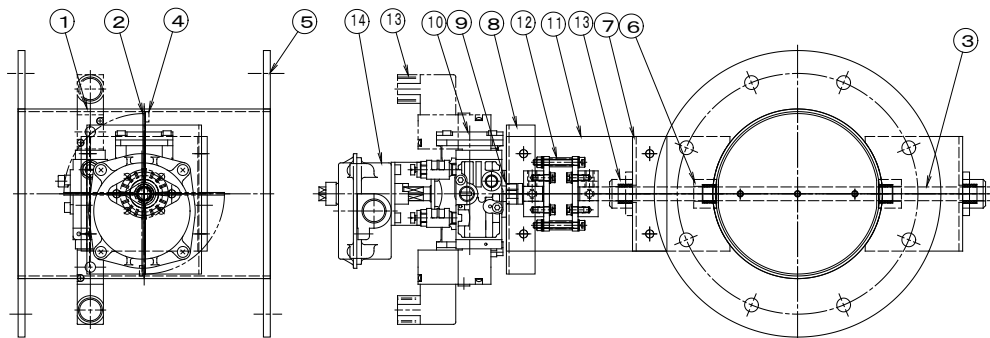 ① ② ④ ⑤ ⑭ ⑬ ⑩ ⑨ ⑧ ⑫ ⑪ ⑬ ⑦ ⑥ ③